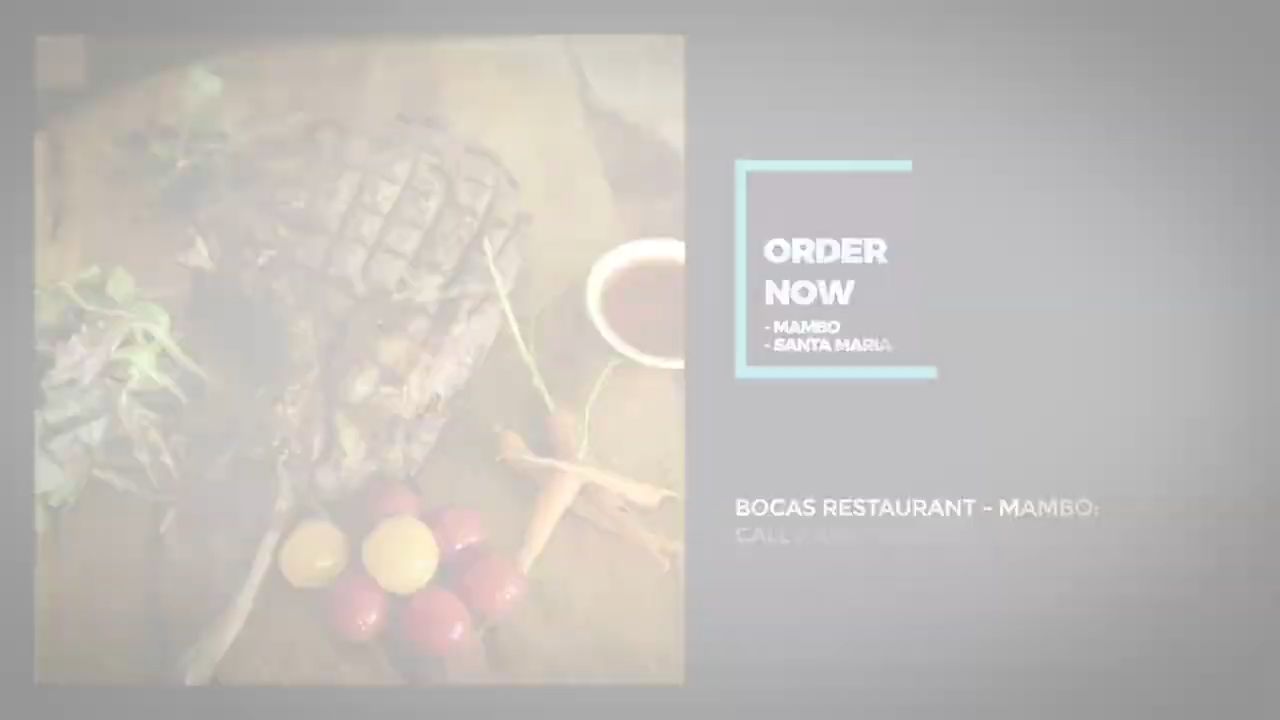 ORDER
NOW
- MAMBO
- SANTA MARIA
BOCAS RESTAURANT - MAMBO:
CALL